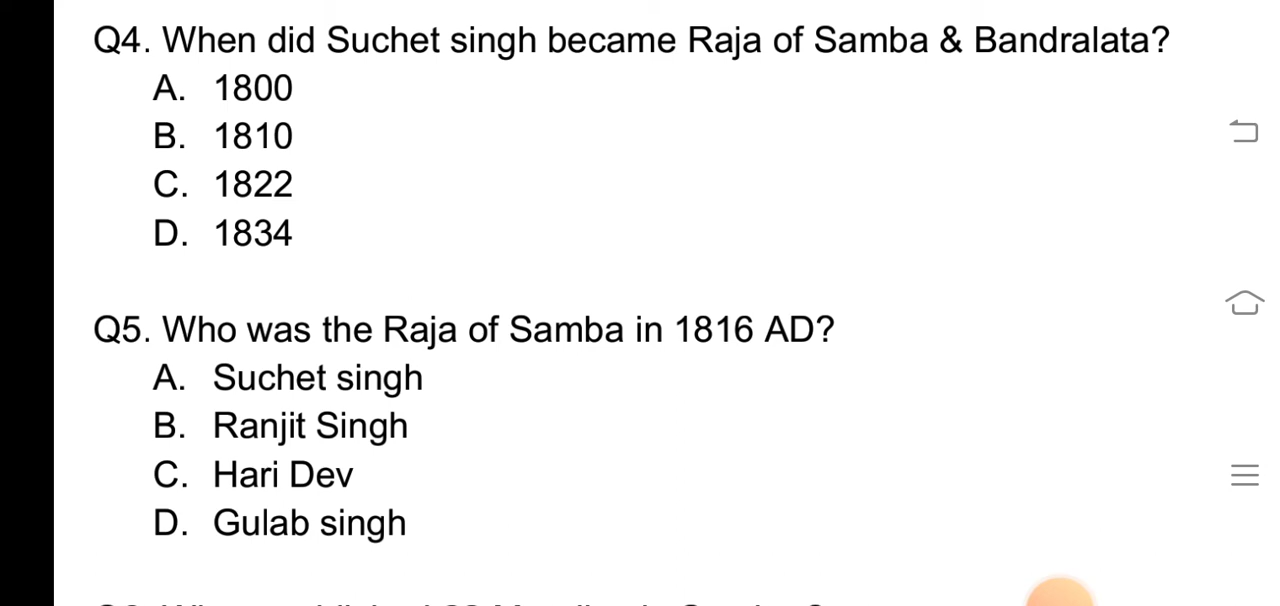 Q4. When did Suchet singh became Raja of Samba & Bandralata?
A. 1800
B. 1810
C. 1822
D. 1834
Q5. Who was the Raja of Samba in 1816 AD?
A. Suchet singh
B. Ranjit Singh
C. Hari Dev
D. Gulab singh